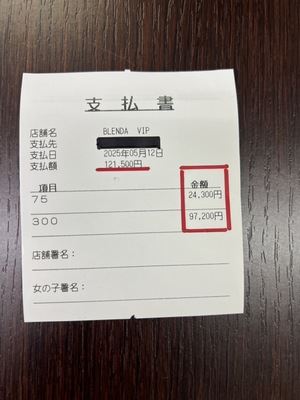 支払書
店舗名 BLENDA VIP
支払先
支払日 2025年05月12日
支払額 121,500円
項目 金額
75 24,300円
300 97,200円
店舗署名：
女の子署名：